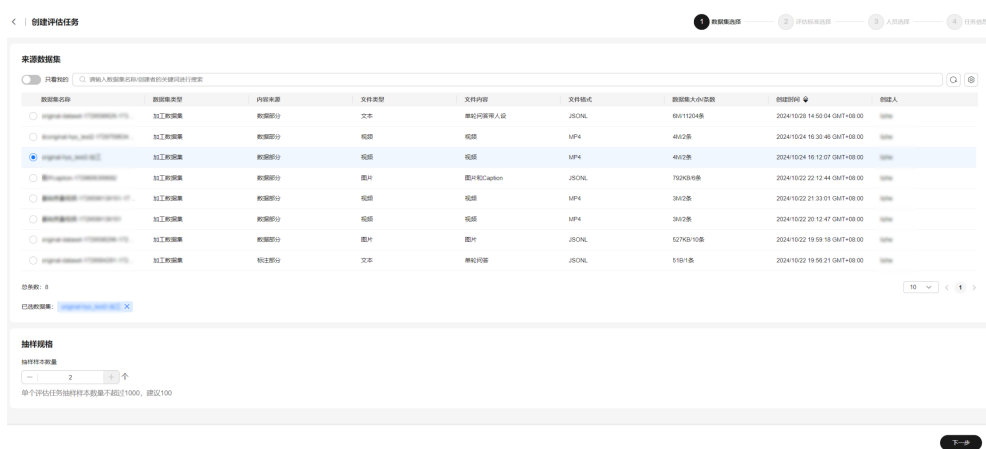 创建评估任务
1 数据集选择 2 评估标准选择 3 人员选择 4
来源数据集
只看我的 请输入数据集名称/创建者的关键词进行搜索
数据集名称 数据集类型 内容来源 文件类型 文件内容 文件格式 数据集大小/条数 创建时间 创建人
加工数据集 数据部分 文本 单轮问答带人设 JSONL 6M/11204条 2024/10/28 14:50:04 GMT+08:00
加工数据集 数据部分 视频 视频 MP4 4M/2条 2024/10/24 16:30:46 GMT+08:00
加工数据集 数据部分 视频 视频 MP4 4M/2条 2024/10/24 16:12:07 GMT+08:00
加工数据集 数据部分 图片 图片和Caption JSONL 792KB/6条 2024/10/22 22:12:44 GMT+08:00
加工数据集 数据部分 视频 视频 MP4 3M/2条 2024/10/22 21:33:01 GMT+08:00
加工数据集 数据部分 视频 视频 MP4 3M/2条 2024/10/22 20:12:47 GMT+08:00
加工数据集 数据部分 图片 图片 JSONL 527KB/10条 2024/10/22 19:59:18 GMT+08:00
加工数据集 标注部分 文本 单轮问答 JSONL 51B/1条 2024/10/22 19:56:21 GMT+08:00
总条数：8 10 1
已选数据集：
抽样规格
抽样样本数量
2 个
单个评估任务抽样样本数量不超过1000，建议100
下一步